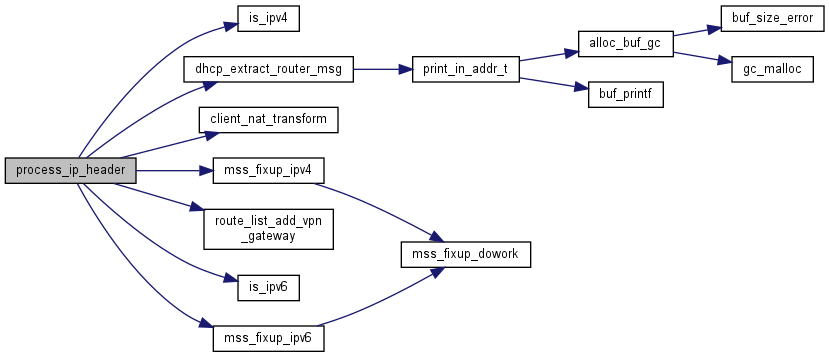 process_ip_header
is_ipv4
dhcp_extract_router_msg
print_in_addr_t
alloc_buf_gc
buf_size_error
gc_malloc
buf_printf
client_nat_transform
mss_fixup_ipv4
mss_fixup_dowork
route_list_add_vpn
_gateway
is_ipv6
mss_fixup_ipv6